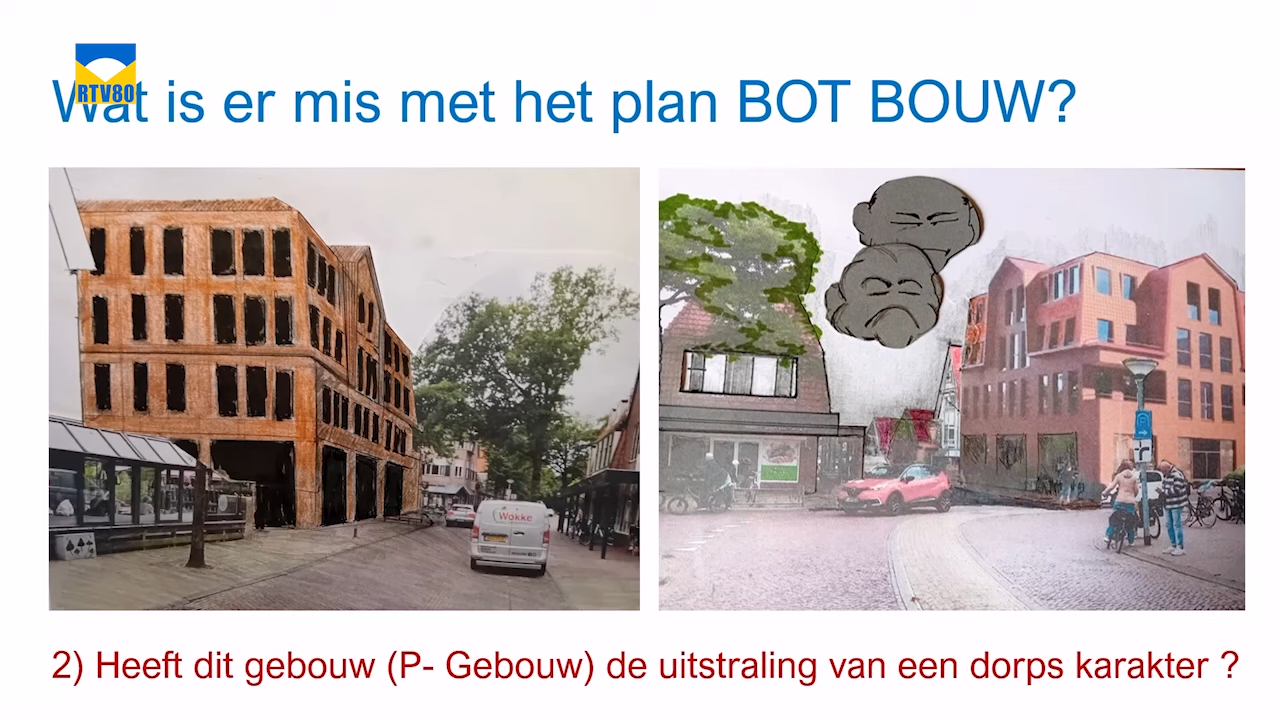 RTV80
Wat is er mis met het plan BOT BOUW?
Wokke
2) Heeft dit gebouw (P- Gebouw) de uitstraling van een dorps karakter ?